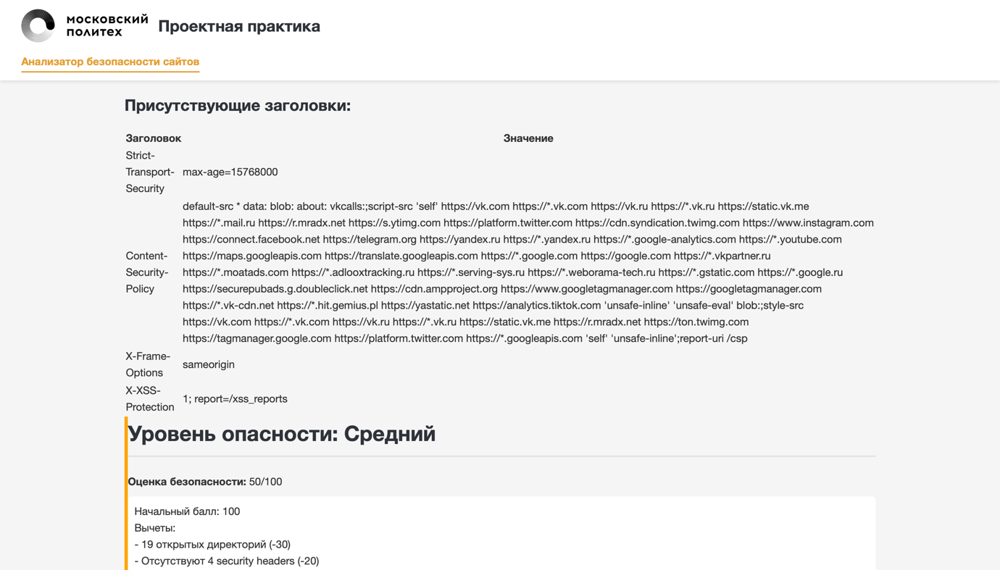 московский
политех
Проектная практика
Анализатор безопасности сайтов
Присутствующие заголовки:
Заголовок Значение
Strict-
Transport-
Security
max-age=15768000
Content-
Security-
Policy
default-src * data: blob: about: vkcalls:;script-src 'self' https://vk.com https://*.vk.com https://vk.ru https://*.vk.ru https://static.vk.me
https://*.mail.ru https://r.mradx.net https://s.ytimg.com https://platform.twitter.com https://cdn.syndication.twimg.com https://www.instagram.com
https://connect.facebook.net https://telegram.org https://yandex.ru https://*.yandex.ru https://*.google-analytics.com https://*.youtube.com
https://maps.googleapis.com https://translate.googleapis.com https://*.google.com https://google.com https://*.vkpartner.ru
https://*.moatads.com https://*.adlooxtracking.ru https://*.serving-sys.ru https://*.weborama-tech.ru https://*.gstatic.com https://*.google.ru
https://securepubads.g.doubleclick.net https://cdn.ampproject.org https://www.googletagmanager.com https://googletagmanager.com
https://*.vk-cdn.net https://*.hit.gemius.pl https://yastatic.net https://analytics.tiktok.com 'unsafe-inline' 'unsafe-eval' blob:;style-src
https://vk.com https://*.vk.com https://vk.ru https://*.vk.ru https://static.vk.me https://r.mradx.net https://ton.twimg.com
https://tagmanager.google.com https://platform.twitter.com https://*.googleapis.com 'self' 'unsafe-inline';report-uri /csp
X-Frame-
Options
sameorigin
X-XSS-
Protection
1; report=/xss_reports
Уровень опасности: Средний
Оценка безопасности: 50/100
Начальный балл: 100
Вычеты:
- 19 открытых директорий (-30)
- Отсутствуют 4 security headers (-20)